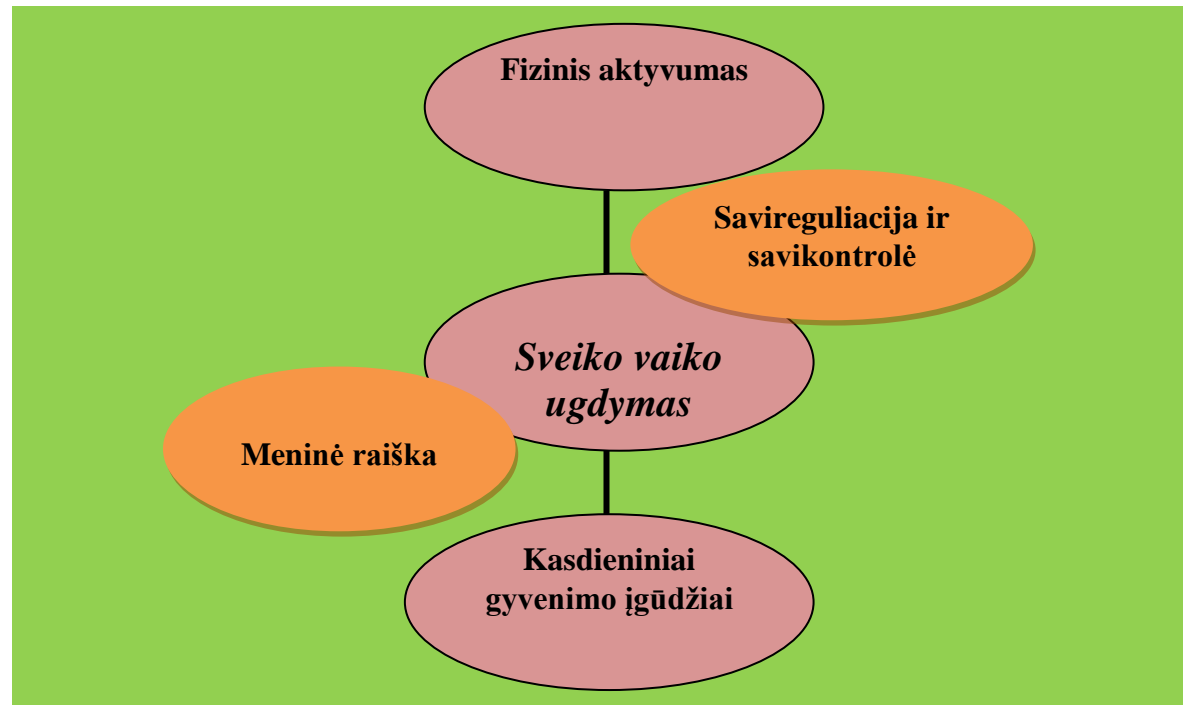 Fizinis aktyvumas
Savireguliacija ir
savikontrolė
Sveiko vaiko
ugdymas
Meninė raiška
Kasdieniniai
gyvenimo įgūdžiai